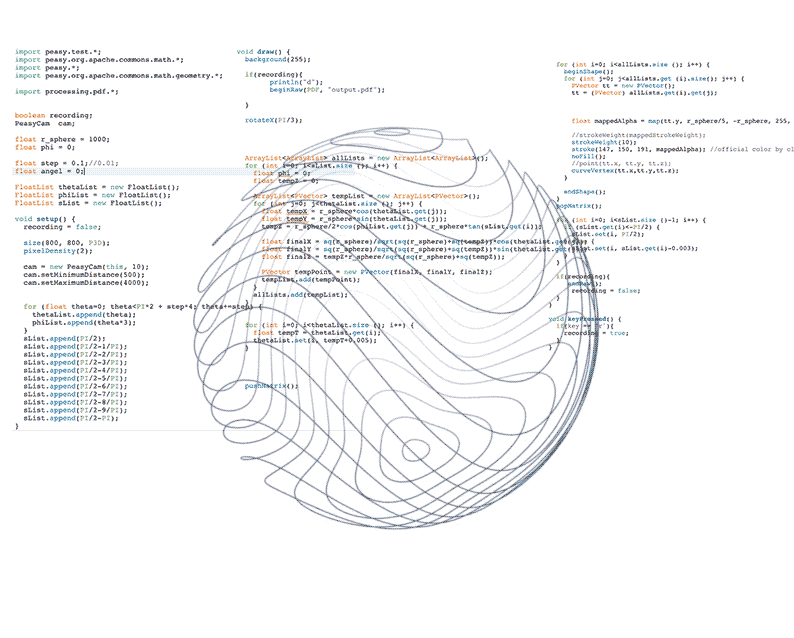 import peasy.test.*;
import peasy.org.apache.commons.math.*;
import peasy.*;
import peasy.org.apache.commons.math.geometry.*;
import processing.pdf.*;
boolean recording;
PeasyCam cam;
float r_sphere = 1000;
float phi = 0;
float step = 0.1;//0.01;
float angel = 0;
FloatList thetaList = new FloatList();
FloatList phiList = new FloatList();
FloatList sList = new FloatList();
void setup() {
recording = false;
size(800, 800, P3D);
pixelDensity(2);
cam = new PeasyCam(this, 100);
cam.setMinimumDistance(500);
cam.setMaximumDistance(4000);
for (float theta=0; theta<PI*2 + step*4; theta+=step) {
thetaList.append(theta);
phiList.append(theta*3);
}
sList.append(PI/2);
sList.append(PI/2-1/PI);
sList.append(PI/2-2/PI);
sList.append(PI/2-3/PI);
sList.append(PI/2-4/PI);
sList.append(PI/2-5/PI);
sList.append(PI/2-6/PI);
sList.append(PI/2-7/PI);
sList.append(PI/2-8/PI);
sList.append(PI/2-9/PI);
sList.append(PI/2-PI);
}
void draw() {
background(255);
if(recording){
println("d");
beginRaw(PDF, "output.pdf");
}
rotateX(PI/3);
ArrayList<ArrayList> allLists = new ArrayList<ArrayList>();
for (int i=0; i<sList.size (); i++) {
float phi = 0;
float tempZ = 0;
ArrayList<PVector> tempList = new ArrayList<PVector>();
for (int j=0; j<thetaList.size (); j++) {
float tempX = r_sphere*cos(thetaList.get(j));
float tempY = r_sphere*sin(thetaList.get(j));
tempZ = r_sphere/2*cos(phiList.get(j)) + r_sphere*tan(sList.get(i));
float finalX = sq(r_sphere)/sqrt(sq(r_sphere)+sq(tempZ))*cos(thetaList.get(j));
float finalY = sq(r_sphere)/sqrt(sq(r_sphere)+sq(tempZ))*sin(thetaList.get(j));
float finalZ = tempZ*r_sphere/sqrt(sq(r_sphere)+sq(tempZ));
PVector tempPoint = new PVector(finalX, finalY, finalZ);
tempList.add(tempPoint);
}
allLists.add(tempList);
}
for (int i=0; i<thetaList.size (); i++) {
float tempT = thetaList.get(i);
thetaList.set(i, tempT+0.005);
}
pushMatrix();
for (int i=0; i<allLists.size (); i++) {
beginShape();
for (int j=0; j<allLists.get (i).size(); j++) {
PVector tt = new PVector();
tt = (PVector) allLists.get(i).get(j);
float mappedAlpha = map(tt.y, r_sphere/5, -r_sphere, 255,
//strokeWeight(mappedStrokeWeight);
strokeWeight(10);
stroke(147, 150, 191, mappedAlpha); //official color by cl
noFill();
//point(tt.x, tt.y, tt.z);
curveVertex(tt.x,tt.y,tt.z);
}
endShape();
}
popMatrix();
for (int i=0; i<sList.size ()-1; i++) {
if (sList.get(i)<-PI/2) {
sList.set(i, PI/2);
}
sList.set(i, sList.get(i)-0.003);
}
if(recording){
endRaw();
recording = false;
}
}
void keyPressed() {
if(key == 'r'){
recording = true;
}
}